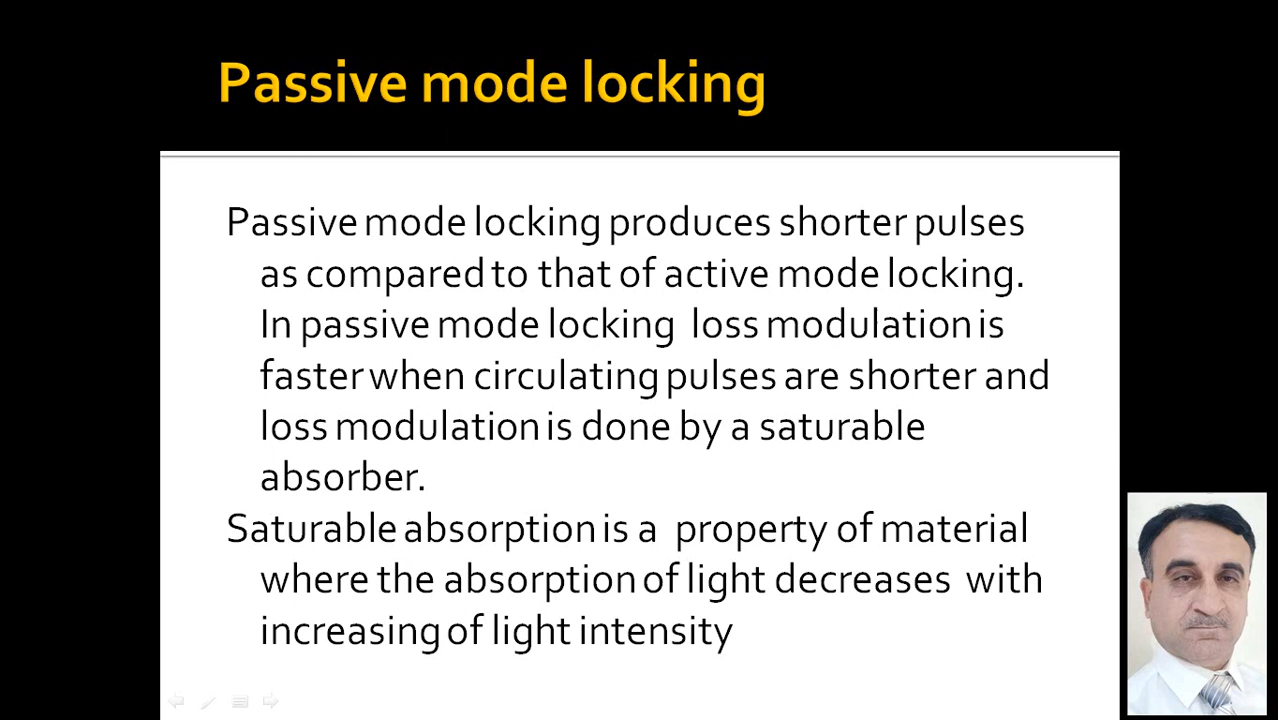 Passive mode locking
Passive mode locking produces shorter pulses
as compared to that of active mode locking.
In passive mode locking loss modulation is
faster when circulating pulses are shorter and
loss modulation is done by a saturable
absorber.
Saturable absorption is a property of material
where the absorption of light decreases with
increasing of light intensity